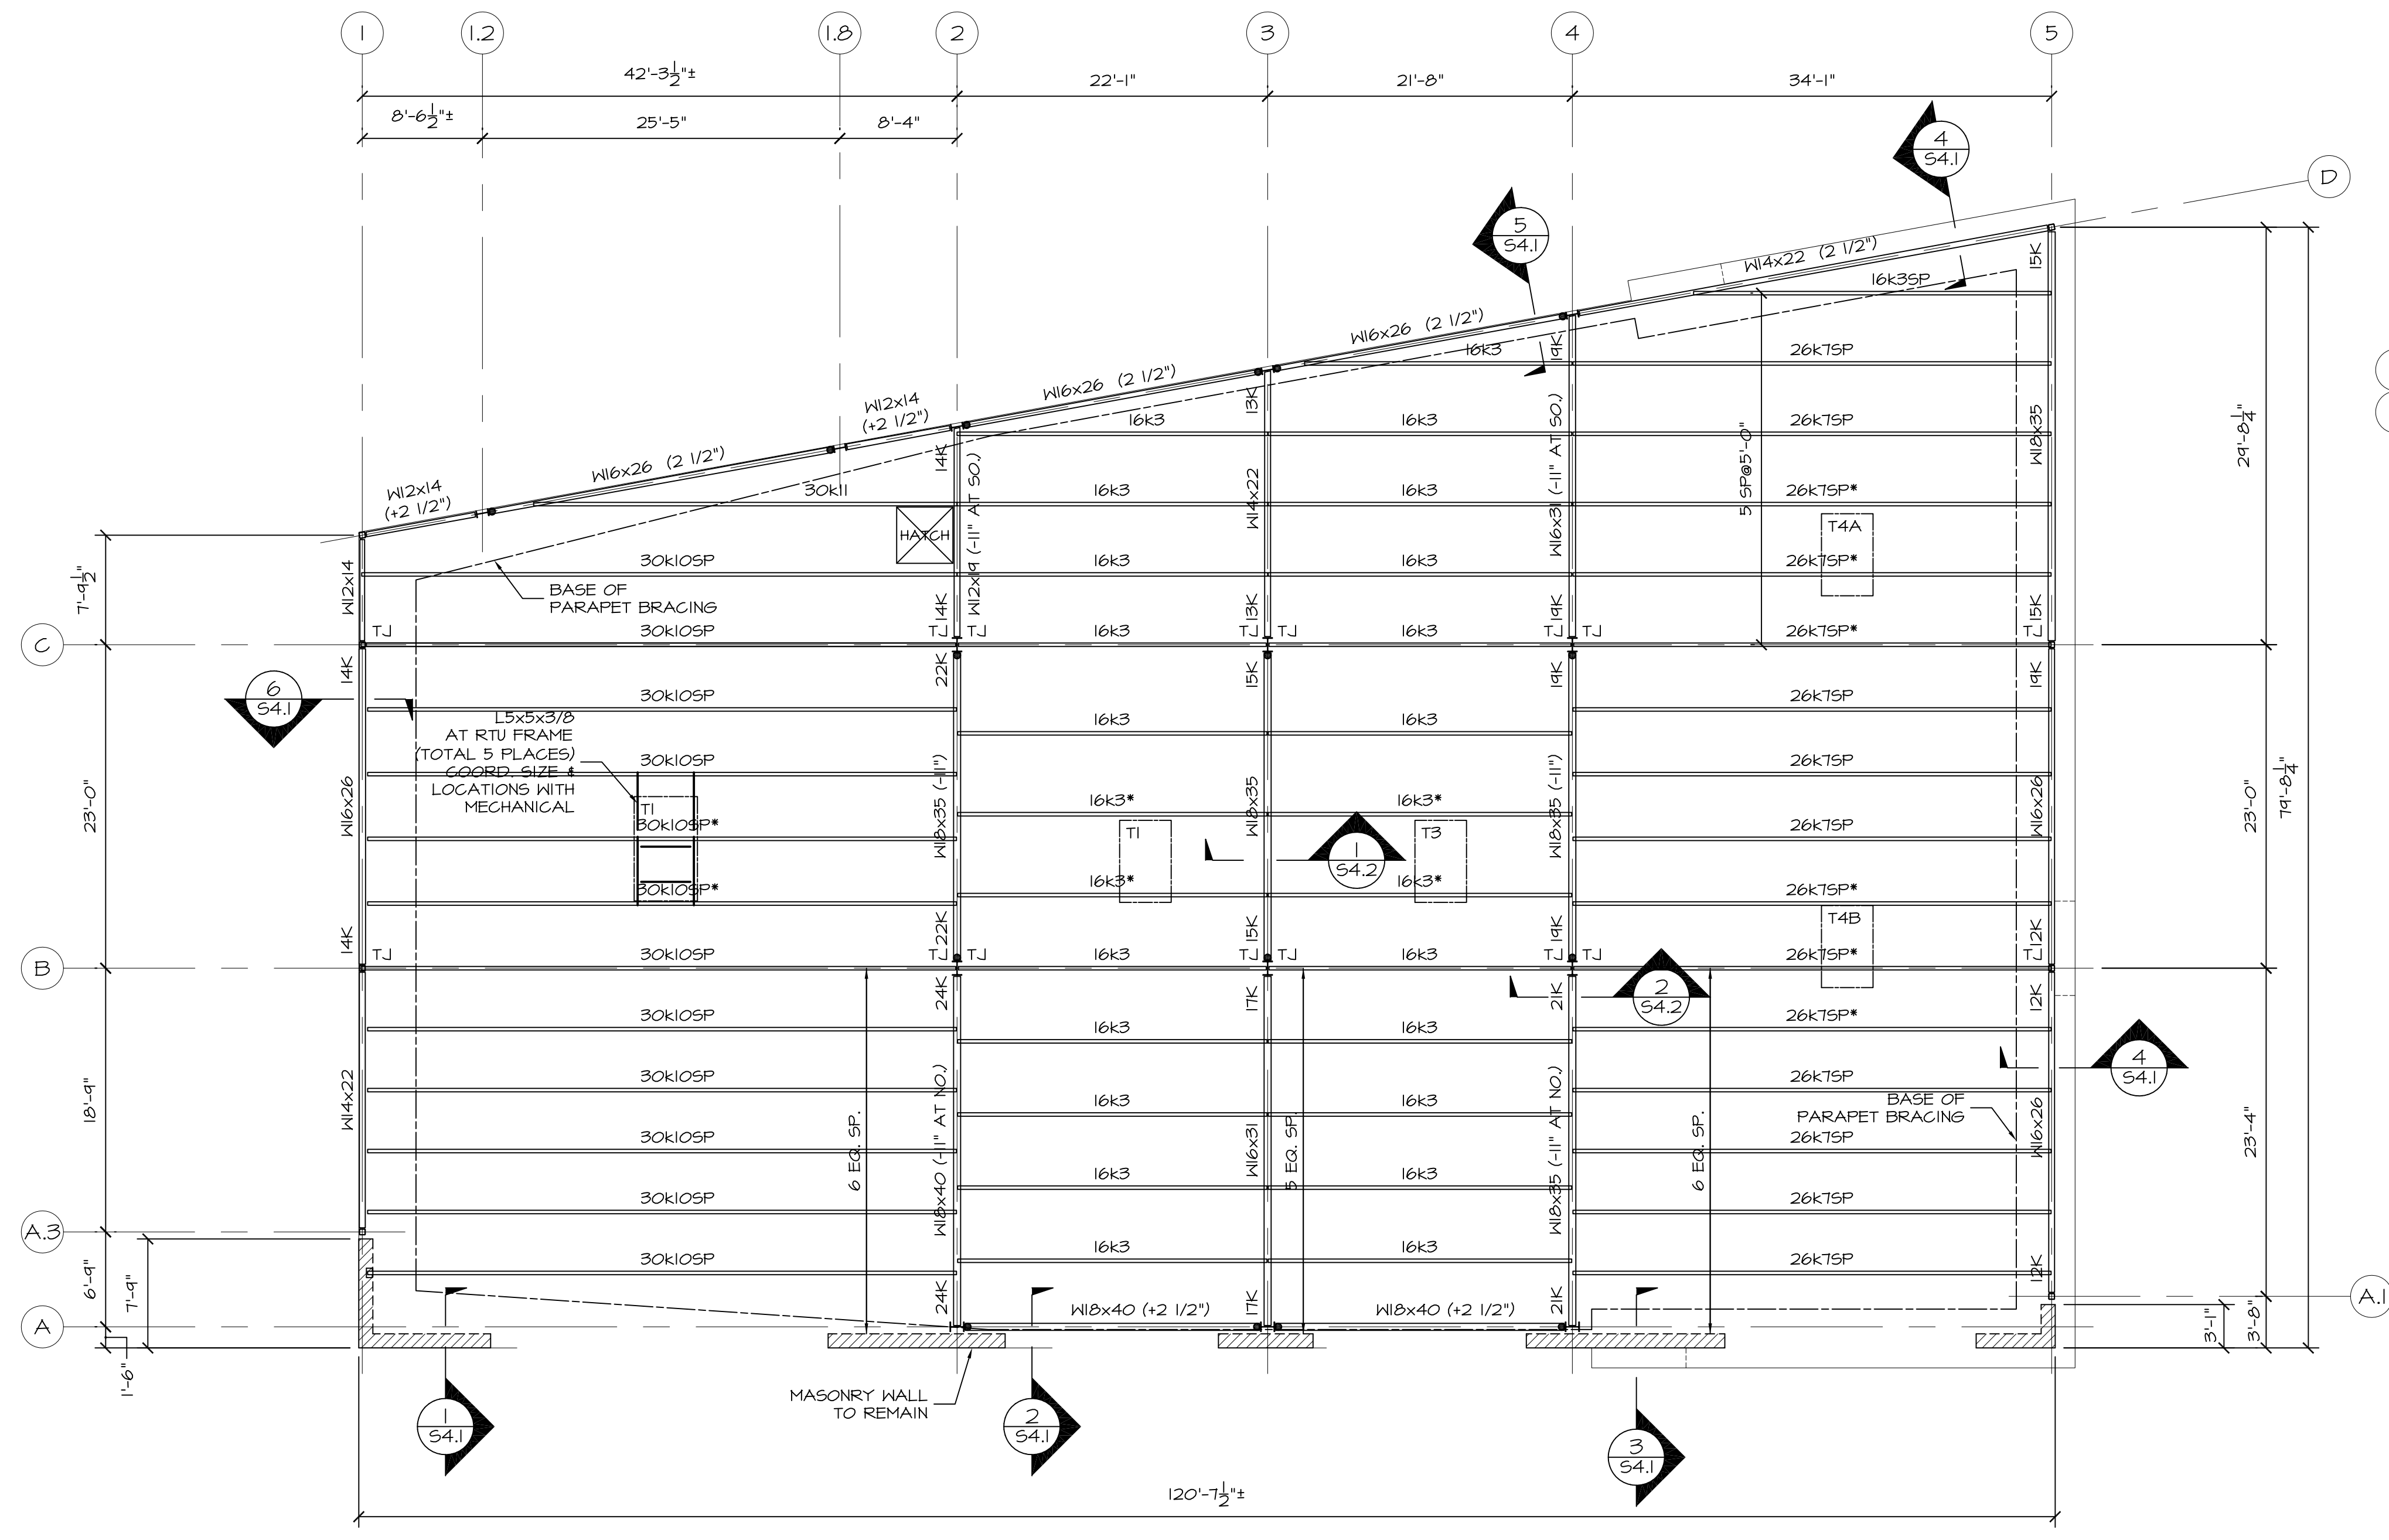 1
1.2
1.8
2
3
4
5
42'-3 1/2"±
22'-1"
21'-8"
34'-1"
8'-6 1/2"±
25'-5"
8'-4"
4
S4.1
D
5
S4.1
W14x22 (2 1/2")
15K
16k3SP
W16x26 (2 1/2")
16k3
19K
26k7SP
W16x26 (2 1/2")
W12x14
(+2 1/2")
13K
16k3
16k3
26k7SP
W16x26 (2 1/2")
14K
W12x14
(+2 1/2")
30k11
16k3
16k3
26k7SP*
W12x19 (-11" AT SO.)
W14x22
W16x31 (-11" AT SO.)
5 SP@5'-0"
W18x35
29'-8 1/4"
HATCH
T4A
7'-9 1/2"
W12x14
30k10SP
16k3
16k3
26k7SP*
BASE OF
PARAPET BRACING
14K
13K
19K
15K
C
TJ
30k10SP
TJ
TJ
16k3
TJ
TJ
16k3
TJ
TJ
26k7SP*
TJ
14K
22K
15K
19K
19K
6
S4.1
30k10SP
16k3
16k3
26k7SP
L5x5x3/8
AT RTU FRAME
(TOTAL 5 PLACES)
COORD. SIZE &
LOCATIONS WITH
MECHANICAL
30k10SP
26k7SP
23'-0"
W16x26
W18x35 (-11")
W18x35
W18x35 (-11")
W16x26
23'-0"
79'-8 1/4"
16k3*
16k3*
T1
30k10SP*
T1
T3
1
S4.2
26k7SP
30k10SP*
16k3*
16k3*
26k7SP*
T4B
14K
22K
15K
19K
12K
B
TJ
30k10SP
TJ
TJ
16k3
TJ
TJ
16k3
TJ
TJ
26k7SP*
TJ
24K
17K
21K
12K
2
S4.2
30k10SP
16k3
16k3
26k7SP*
4
S4.1
30k10SP
16k3
16k3
26k7SP
BASE OF
PARAPET BRACING
18'-9"
W14x22
6 EQ. SP.
W18x40 (-11" AT NO.)
W16x31
5 EQ. SP.
W18x35 (-11" AT NO.)
6 EQ. SP.
W16x26
23'-4"
30k10SP
16k3
16k3
26k7SP
30k10SP
26k7SP
A.3
30k10SP
16k3
16k3
26k7SP
6'-9"
7'-9"
24K
17K
21K
12K
W18x40 (+2 1/2")
W18x40 (+2 1/2")
A.1
A
3'-1"
3'-8"
1'-6"
MASONRY WALL
TO REMAIN
1
S4.1
2
S4.1
3
S4.1
120'-7 1/2"±